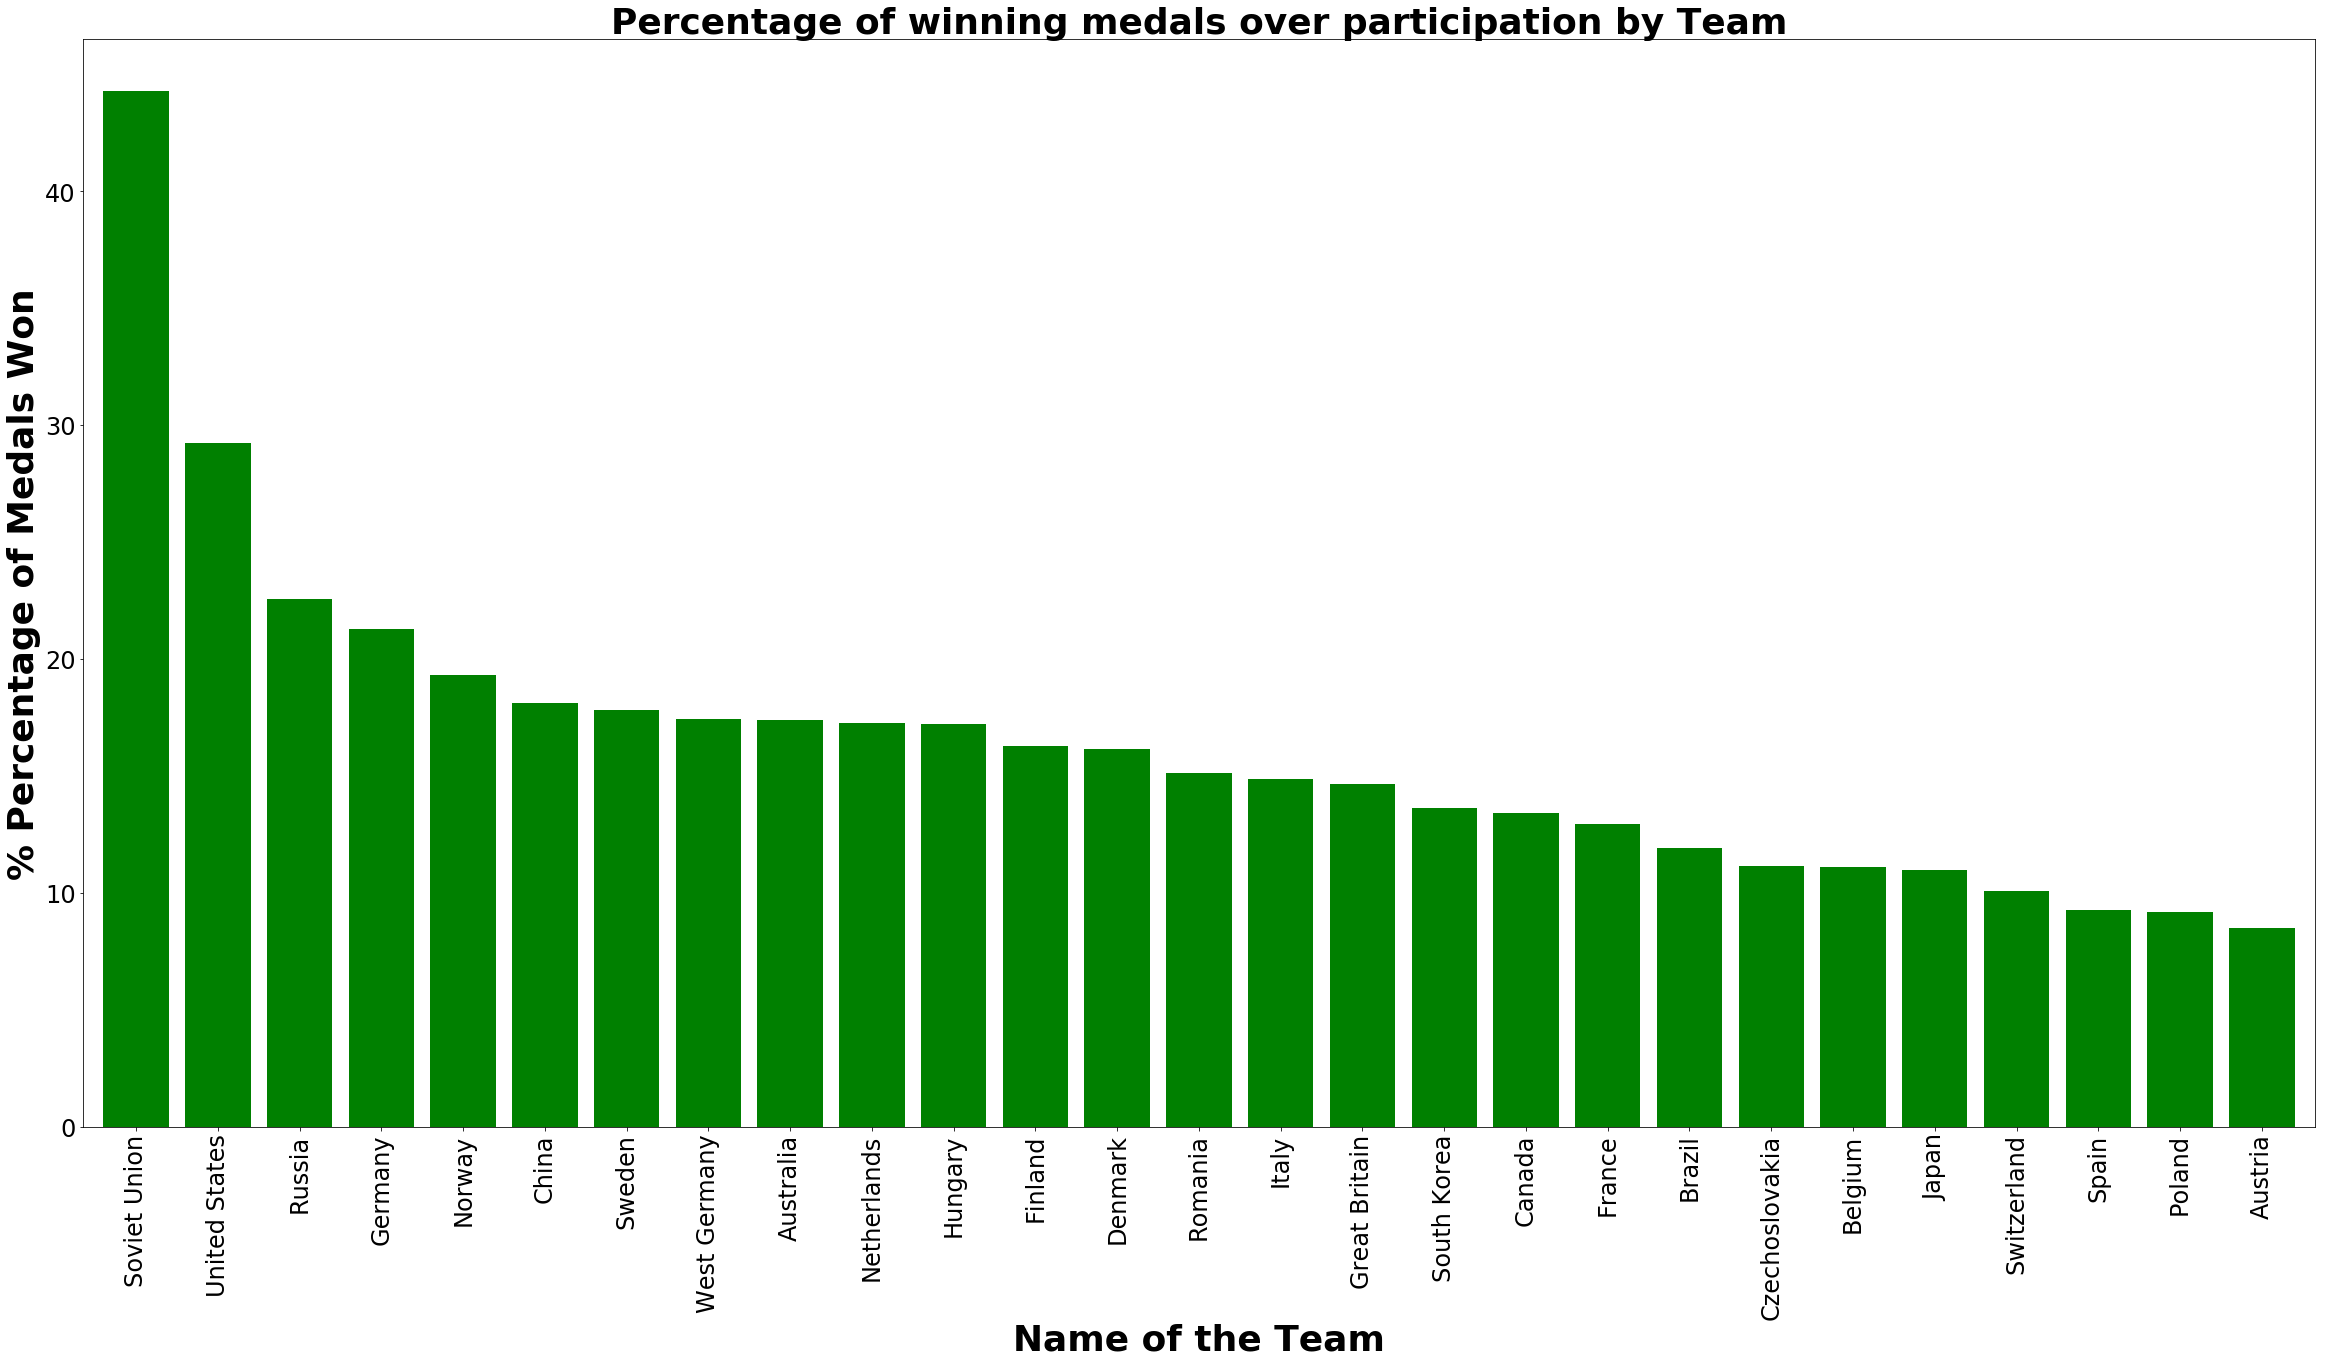 Percentage of winning medals over participation by Team
% Percentage of Medals Won
40
30
20
10
0
Soviet Union
United States
Russia
Germany
Norway
China
Sweden
West Germany
Australia
Netherlands
Hungary
Finland
Denmark
Romania
Italy
Great Britain
South Korea
Canada
France
Brazil
Czechoslovakia
Belgium
Japan
Switzerland
Spain
Poland
Austria
Name of the Team